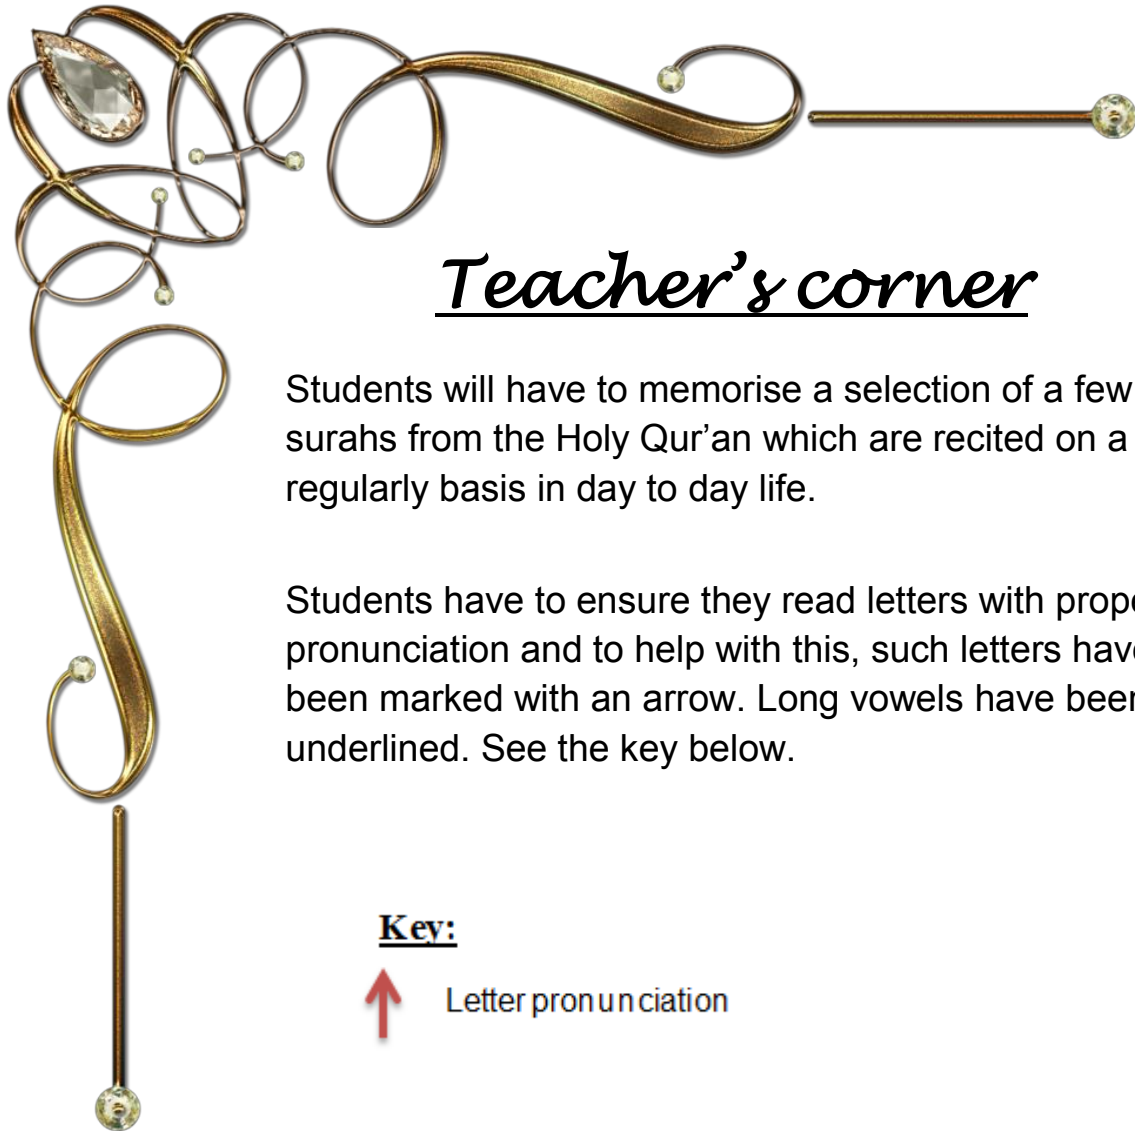 Teacher’s corner
Students will have to memorise a selection of a few
surahs from the Holy Qur’an which are recited on a
regularly basis in day to day life.
Students have to ensure they read letters with prope
pronunciation and to help with this, such letters have
been marked with an arrow. Long vowels have been
underlined. See the key below.
Key:
Letter pronunciation